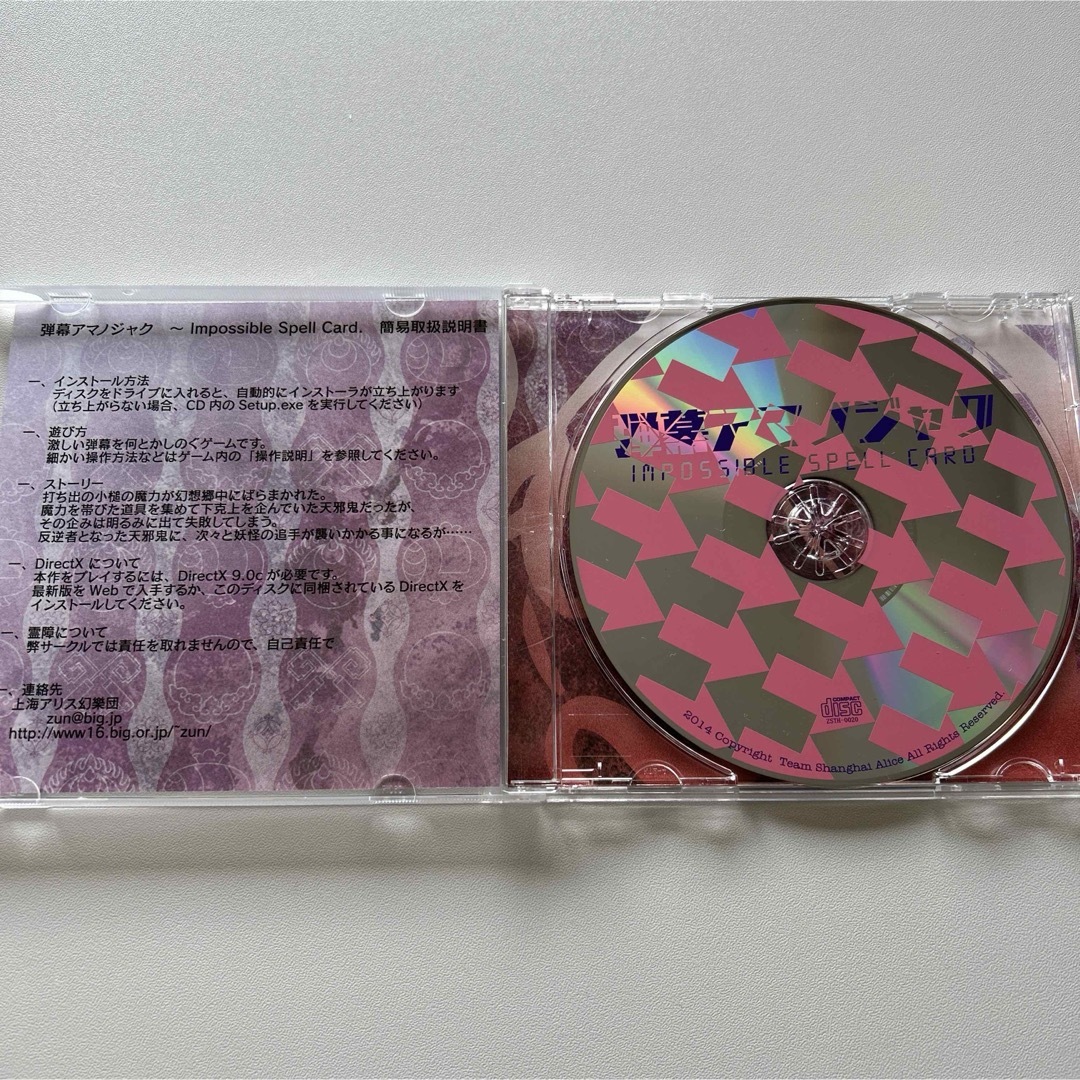 弾幕アマノジャク　～ Impossible Spell Card.　簡易取扱説明書
一、インストール方法
ディスクをドライブに入れると、自動的にインストーラが立ち上がります
（立ち上がらない場合、CD 内の Setup.exe を実行してください）
一、遊び方
激しい弾幕を何とかしのぐゲームです。
細かい操作方法などはゲーム内の「操作説明」を参照してください。
一、ストーリー
打ち出の小槌の魔力が幻想郷中にばらまかれた。
魔力を帯びた道具を集めて下克上を企んでいた天邪鬼だったが、
その企みは明るみに出て失敗してしまう。
反逆者となった天邪鬼に、次々と妖怪の追手が襲いかかる事になるが……
一、DirectX について
本作をプレイするには、DirectX 9.0c が必要です。
最新版を Web で入手するか、このディスクに同梱されている DirectX を
インストールしてください。
一、霊障について
弊サークルでは責任を取れませんので、自己責任で
一、連絡先
上海アリス幻樂団
zun@big.jp
http://www16.big.or.jp/~zun/
弾幕アマノジャク
IMPOSSIBLE SPELL CARD
COMPACT
disc
ZSTH-0020
2014 Copyright Team Shanghai Alice All Rights Reserved.